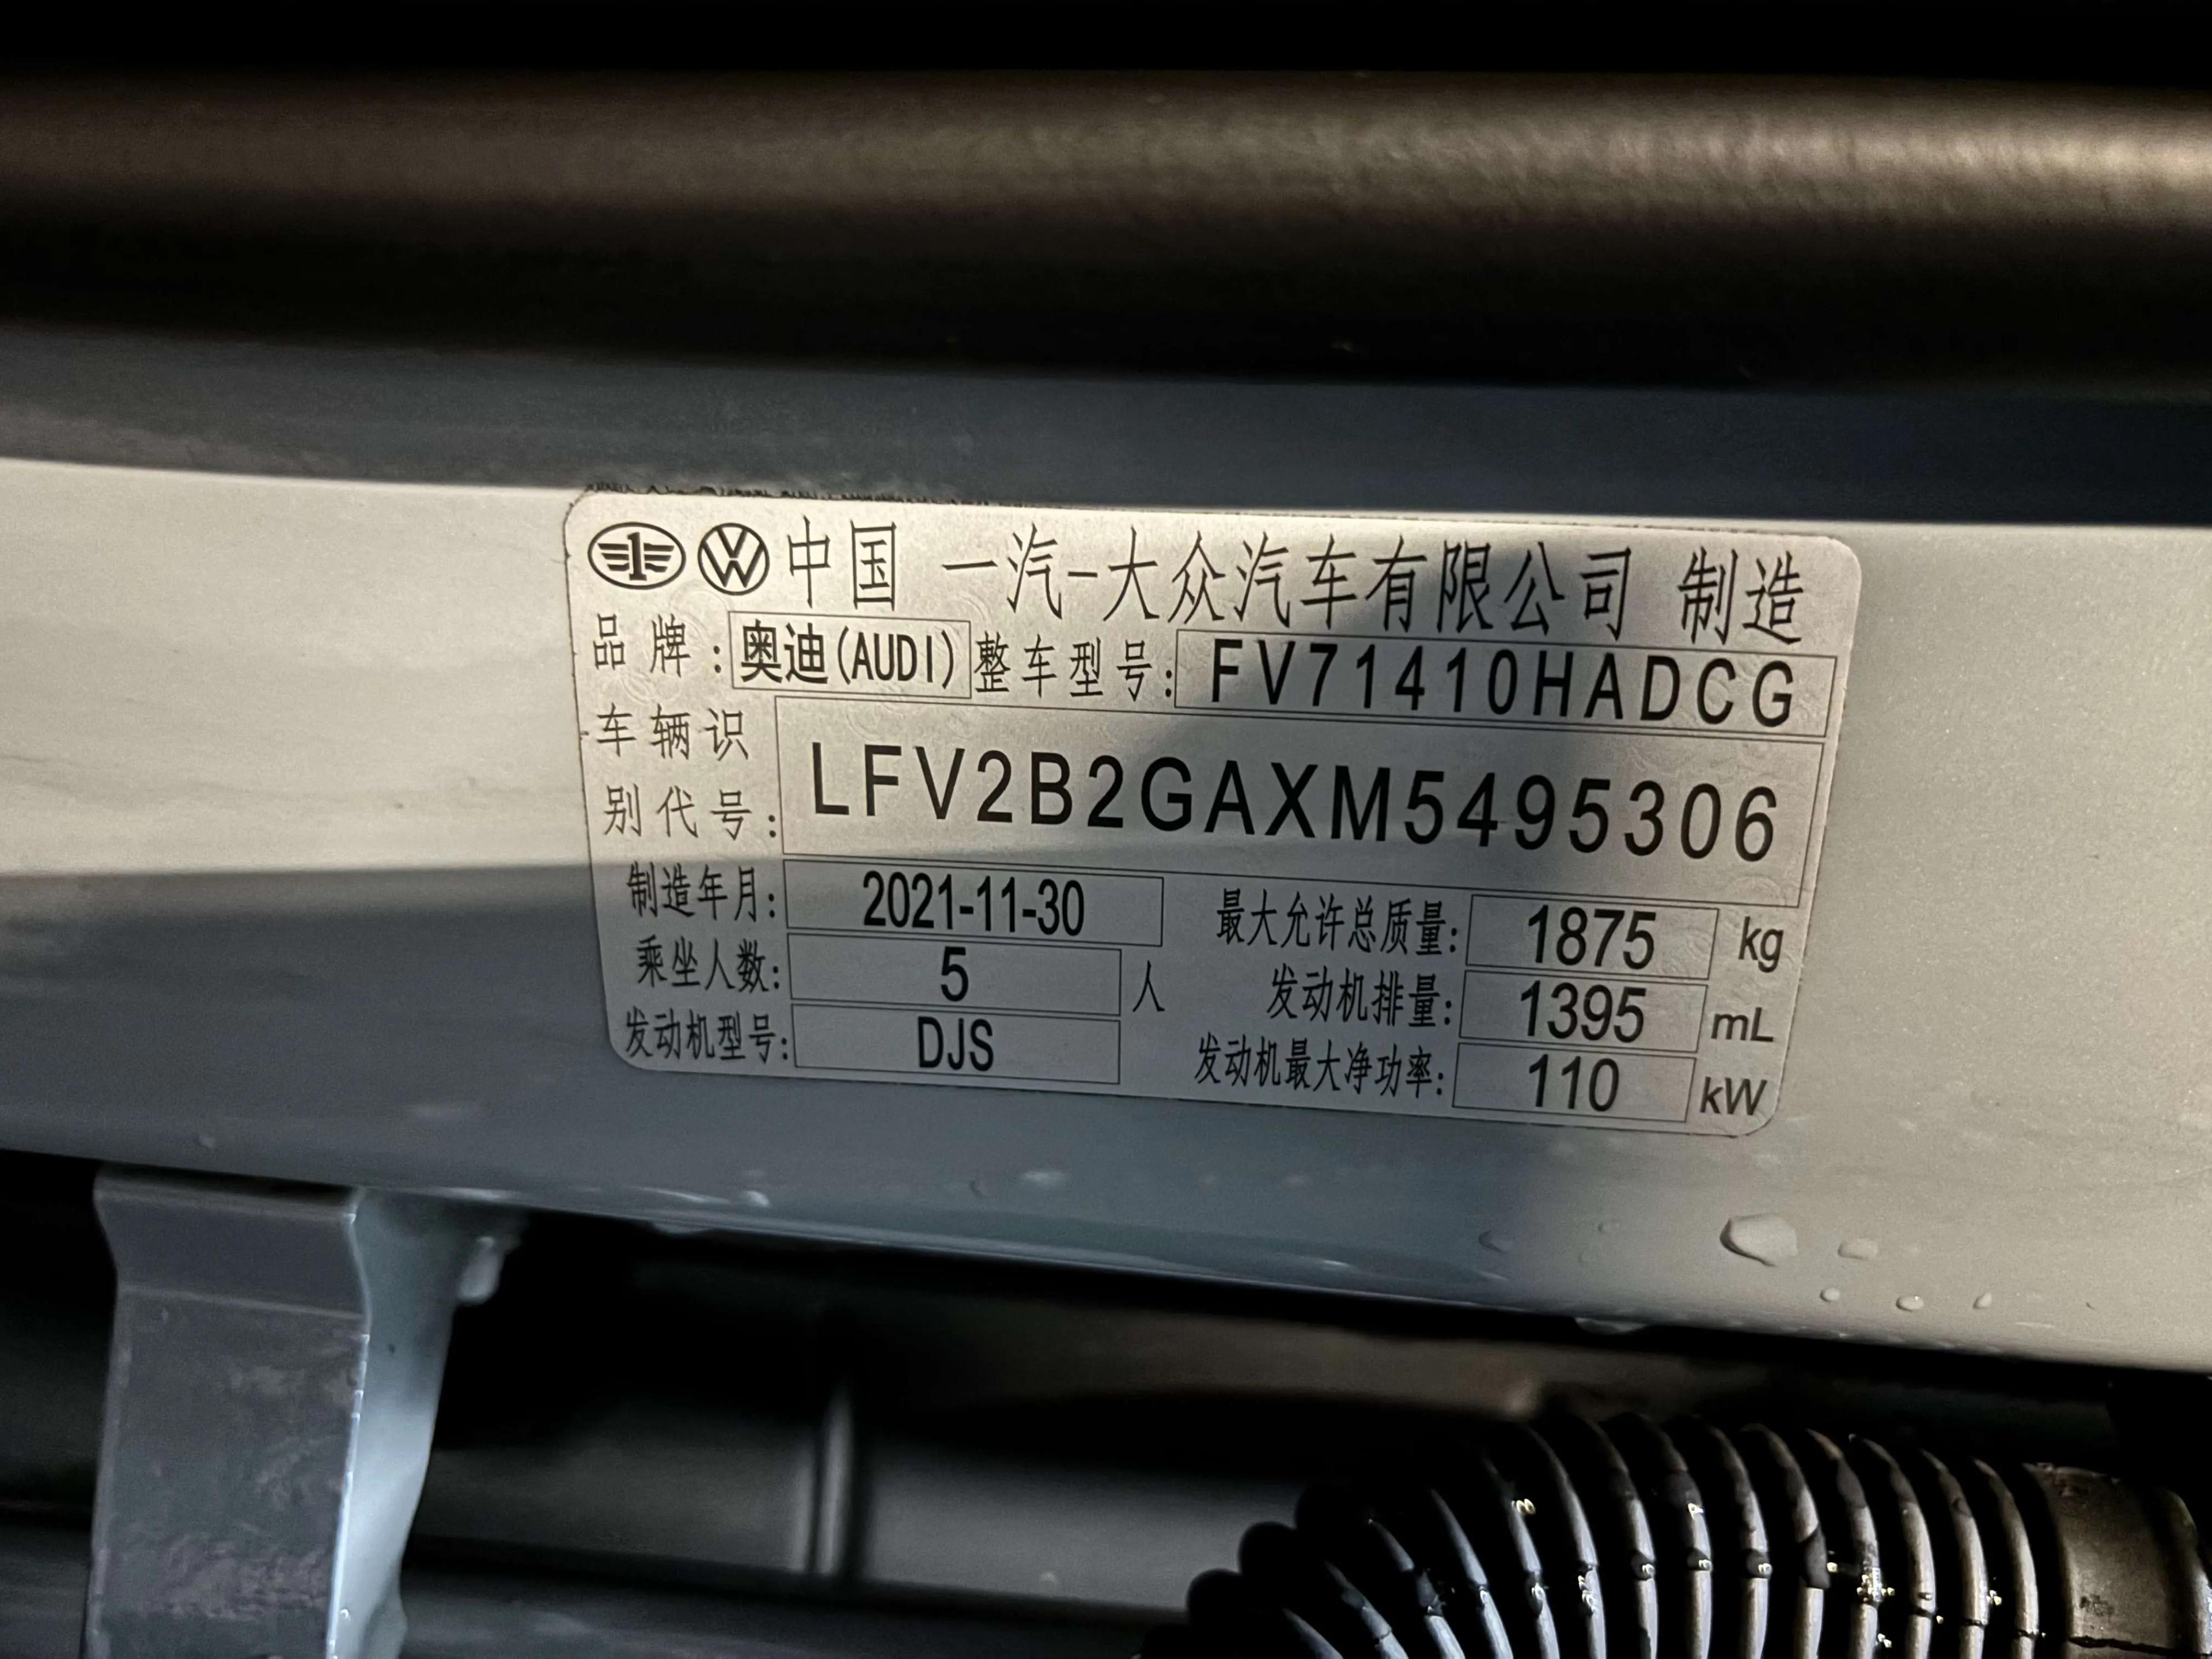 中国 一汽-大众汽车有限公司 制造
品牌：奥迪(AUDI) 整车型号：FV71410HADCG
车辆识别代号：LFV2B2GAXM5495306
制造年月：2021-11-30 最大允许总质量：1875 kg
乘坐人数：5 人 发动机排量：1395 mL
发动机型号：DJS 发动机最大净功率：110 kW